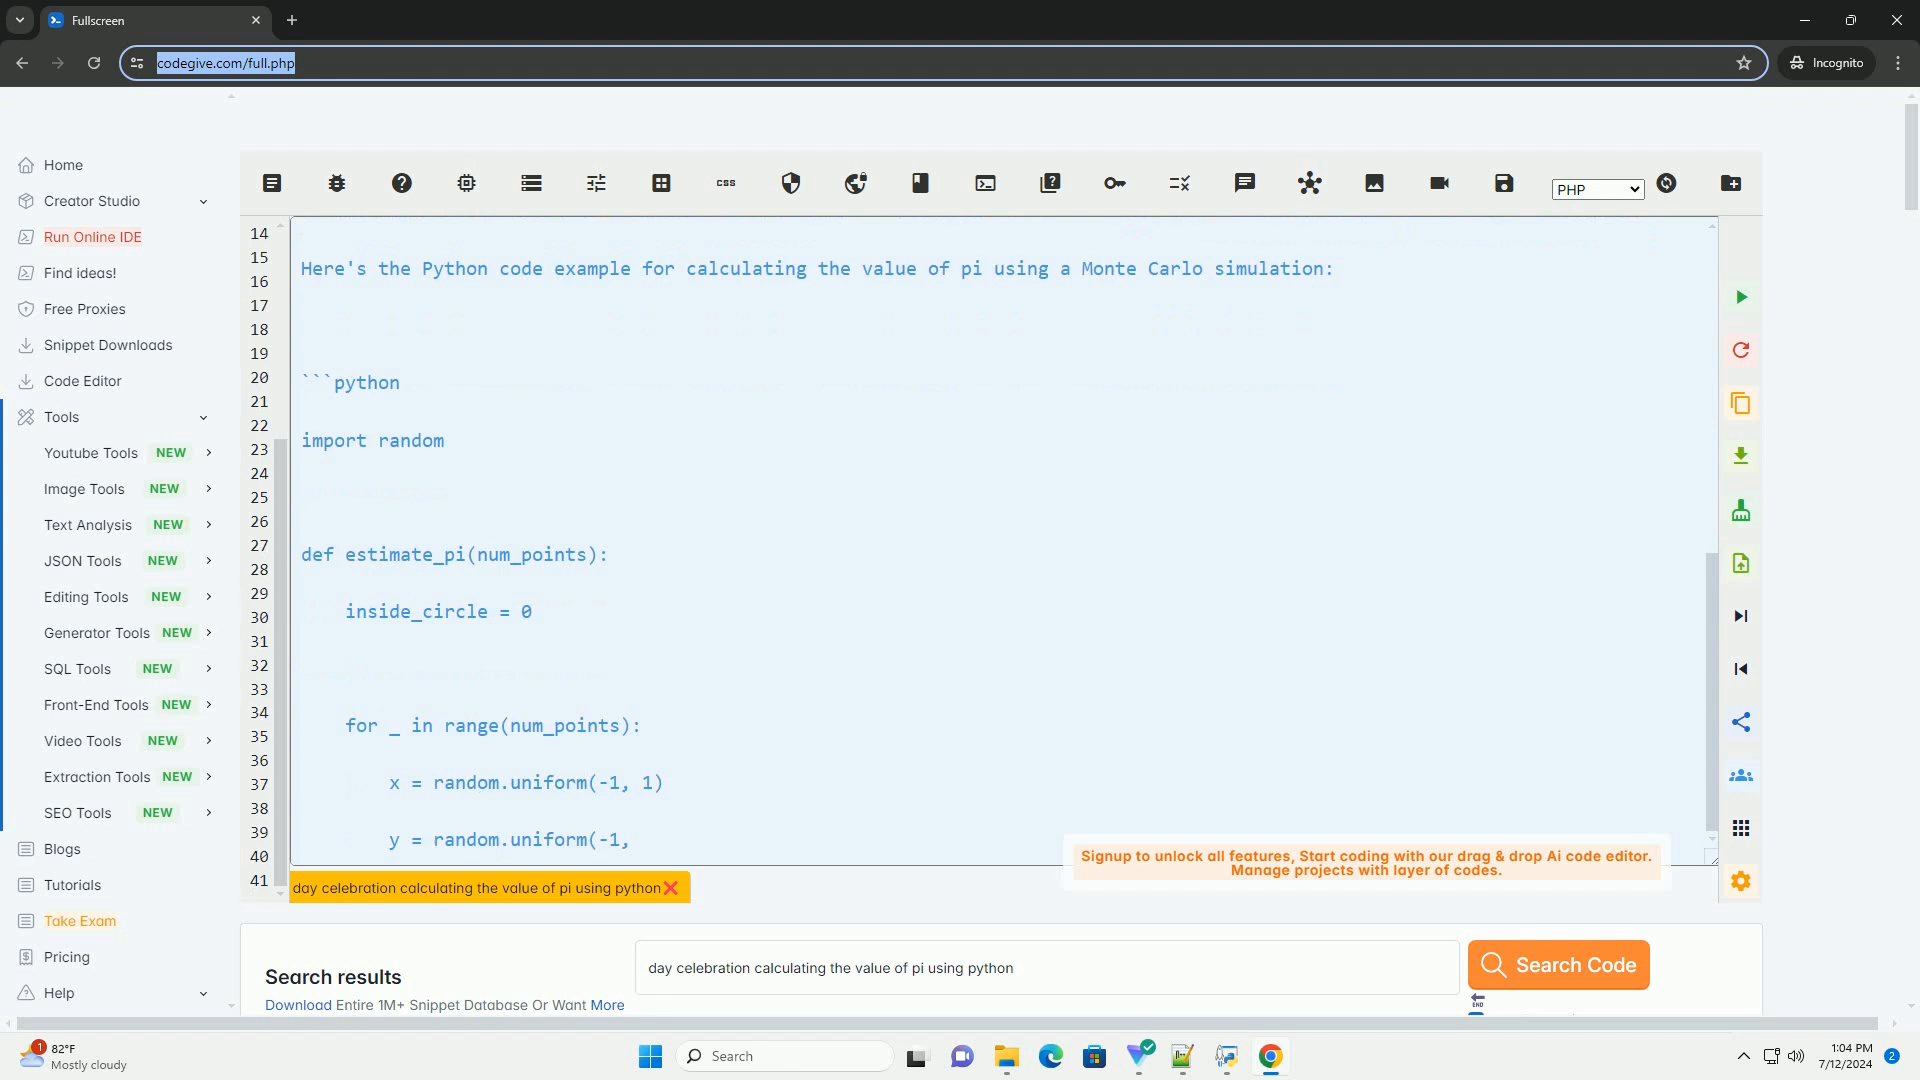 Fullscreen
codegive.com/full.php
Incognito
Home
Creator Studio
Run Online IDE
Find ideas!
Free Proxies
Snippet Downloads
Code Editor
Tools
Youtube Tools NEW
Image Tools NEW
Text Analysis NEW
JSON Tools NEW
Editing Tools NEW
Generator Tools NEW
SQL Tools NEW
Front-End Tools NEW
Video Tools NEW
Extraction Tools NEW
SEO Tools NEW
Blogs
Tutorials
Take Exam
Pricing
Help
css
PHP
14
15
16
17
18
19
20
21
22
23
24
25
26
27
28
29
30
31
32
33
34
35
36
37
38
39
40
41
Here's the Python code example for calculating the value of pi using a Monte Carlo simulation:
```python
import random
def estimate_pi(num_points):
inside_circle = 0
for _ in range(num_points):
x = random.uniform(-1, 1)
y = random.uniform(-1,
Signup to unlock all features, Start coding with our drag & drop Ai code editor.
Manage projects with layer of codes.
day celebration calculating the value of pi using python
Search results
Download Entire 1M+ Snippet Database Or Want More
day celebration calculating the value of pi using python
Search Code
END
1
82°F
Mostly cloudy
Search
1:04 PM
7/12/2024
2